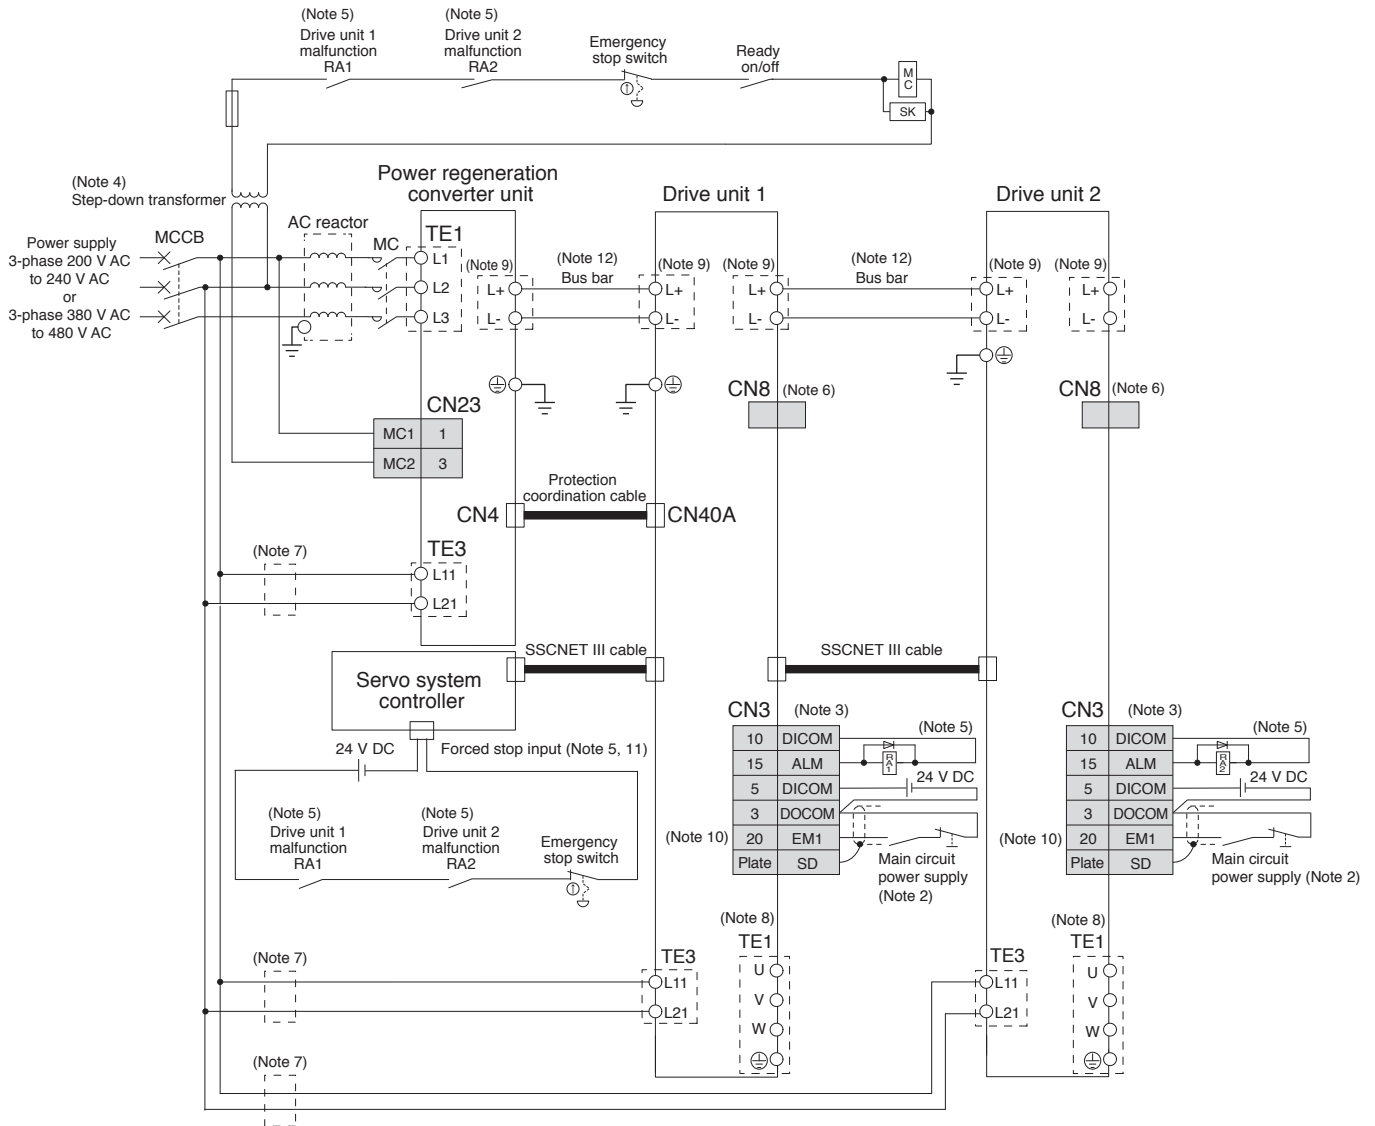 (Note 5)
Drive unit 1
malfunction
RA1
(Note 5)
Drive unit 2
malfunction
RA2
Emergency
stop switch
Ready
on/off
M
C
SK
(Note 4)
Step-down transformer
Power regeneration
converter unit
Drive unit 1
Drive unit 2
Power supply
3-phase 200 V AC
to 240 V AC
or
3-phase 380 V AC
to 480 V AC
MCCB
AC reactor
MC
TE1
L1
L2
L3
(Note 9)
L+
L-
(Note 12)
Bus bar
(Note 9)
L+
L-
(Note 9)
L+
L-
(Note 12)
Bus bar
(Note 9)
L+
L-
(Note 9)
L+
L-
CN8 (Note 6)
CN8 (Note 6)
CN23
MC1 1
MC2 3
Protection
coordination cable
CN4
CN40A
(Note 7)
TE3
L11
L21
SSCNET III cable
SSCNET III cable
Servo system
controller
24 V DC
Forced stop input (Note 5, 11)
(Note 5)
Drive unit 1
malfunction
RA1
(Note 5)
Drive unit 2
malfunction
RA2
Emergency
stop switch
CN3 (Note 3)
10 DICOM
15 ALM
5 DICOM
3 DOCOM
20 EM1
Plate SD
(Note 5)
RA1
24 V DC
(Note 10)
Main circuit
power supply
(Note 2)
CN3 (Note 3)
10 DICOM
15 ALM
5 DICOM
3 DOCOM
20 EM1
Plate SD
(Note 5)
RA2
24 V DC
(Note 10)
Main circuit
power supply (Note 2)
(Note 7)
TE3
L11
L21
(Note 8)
TE1
U
V
W
TE3
L11
L21
(Note 8)
TE1
U
V
W
(Note 7)